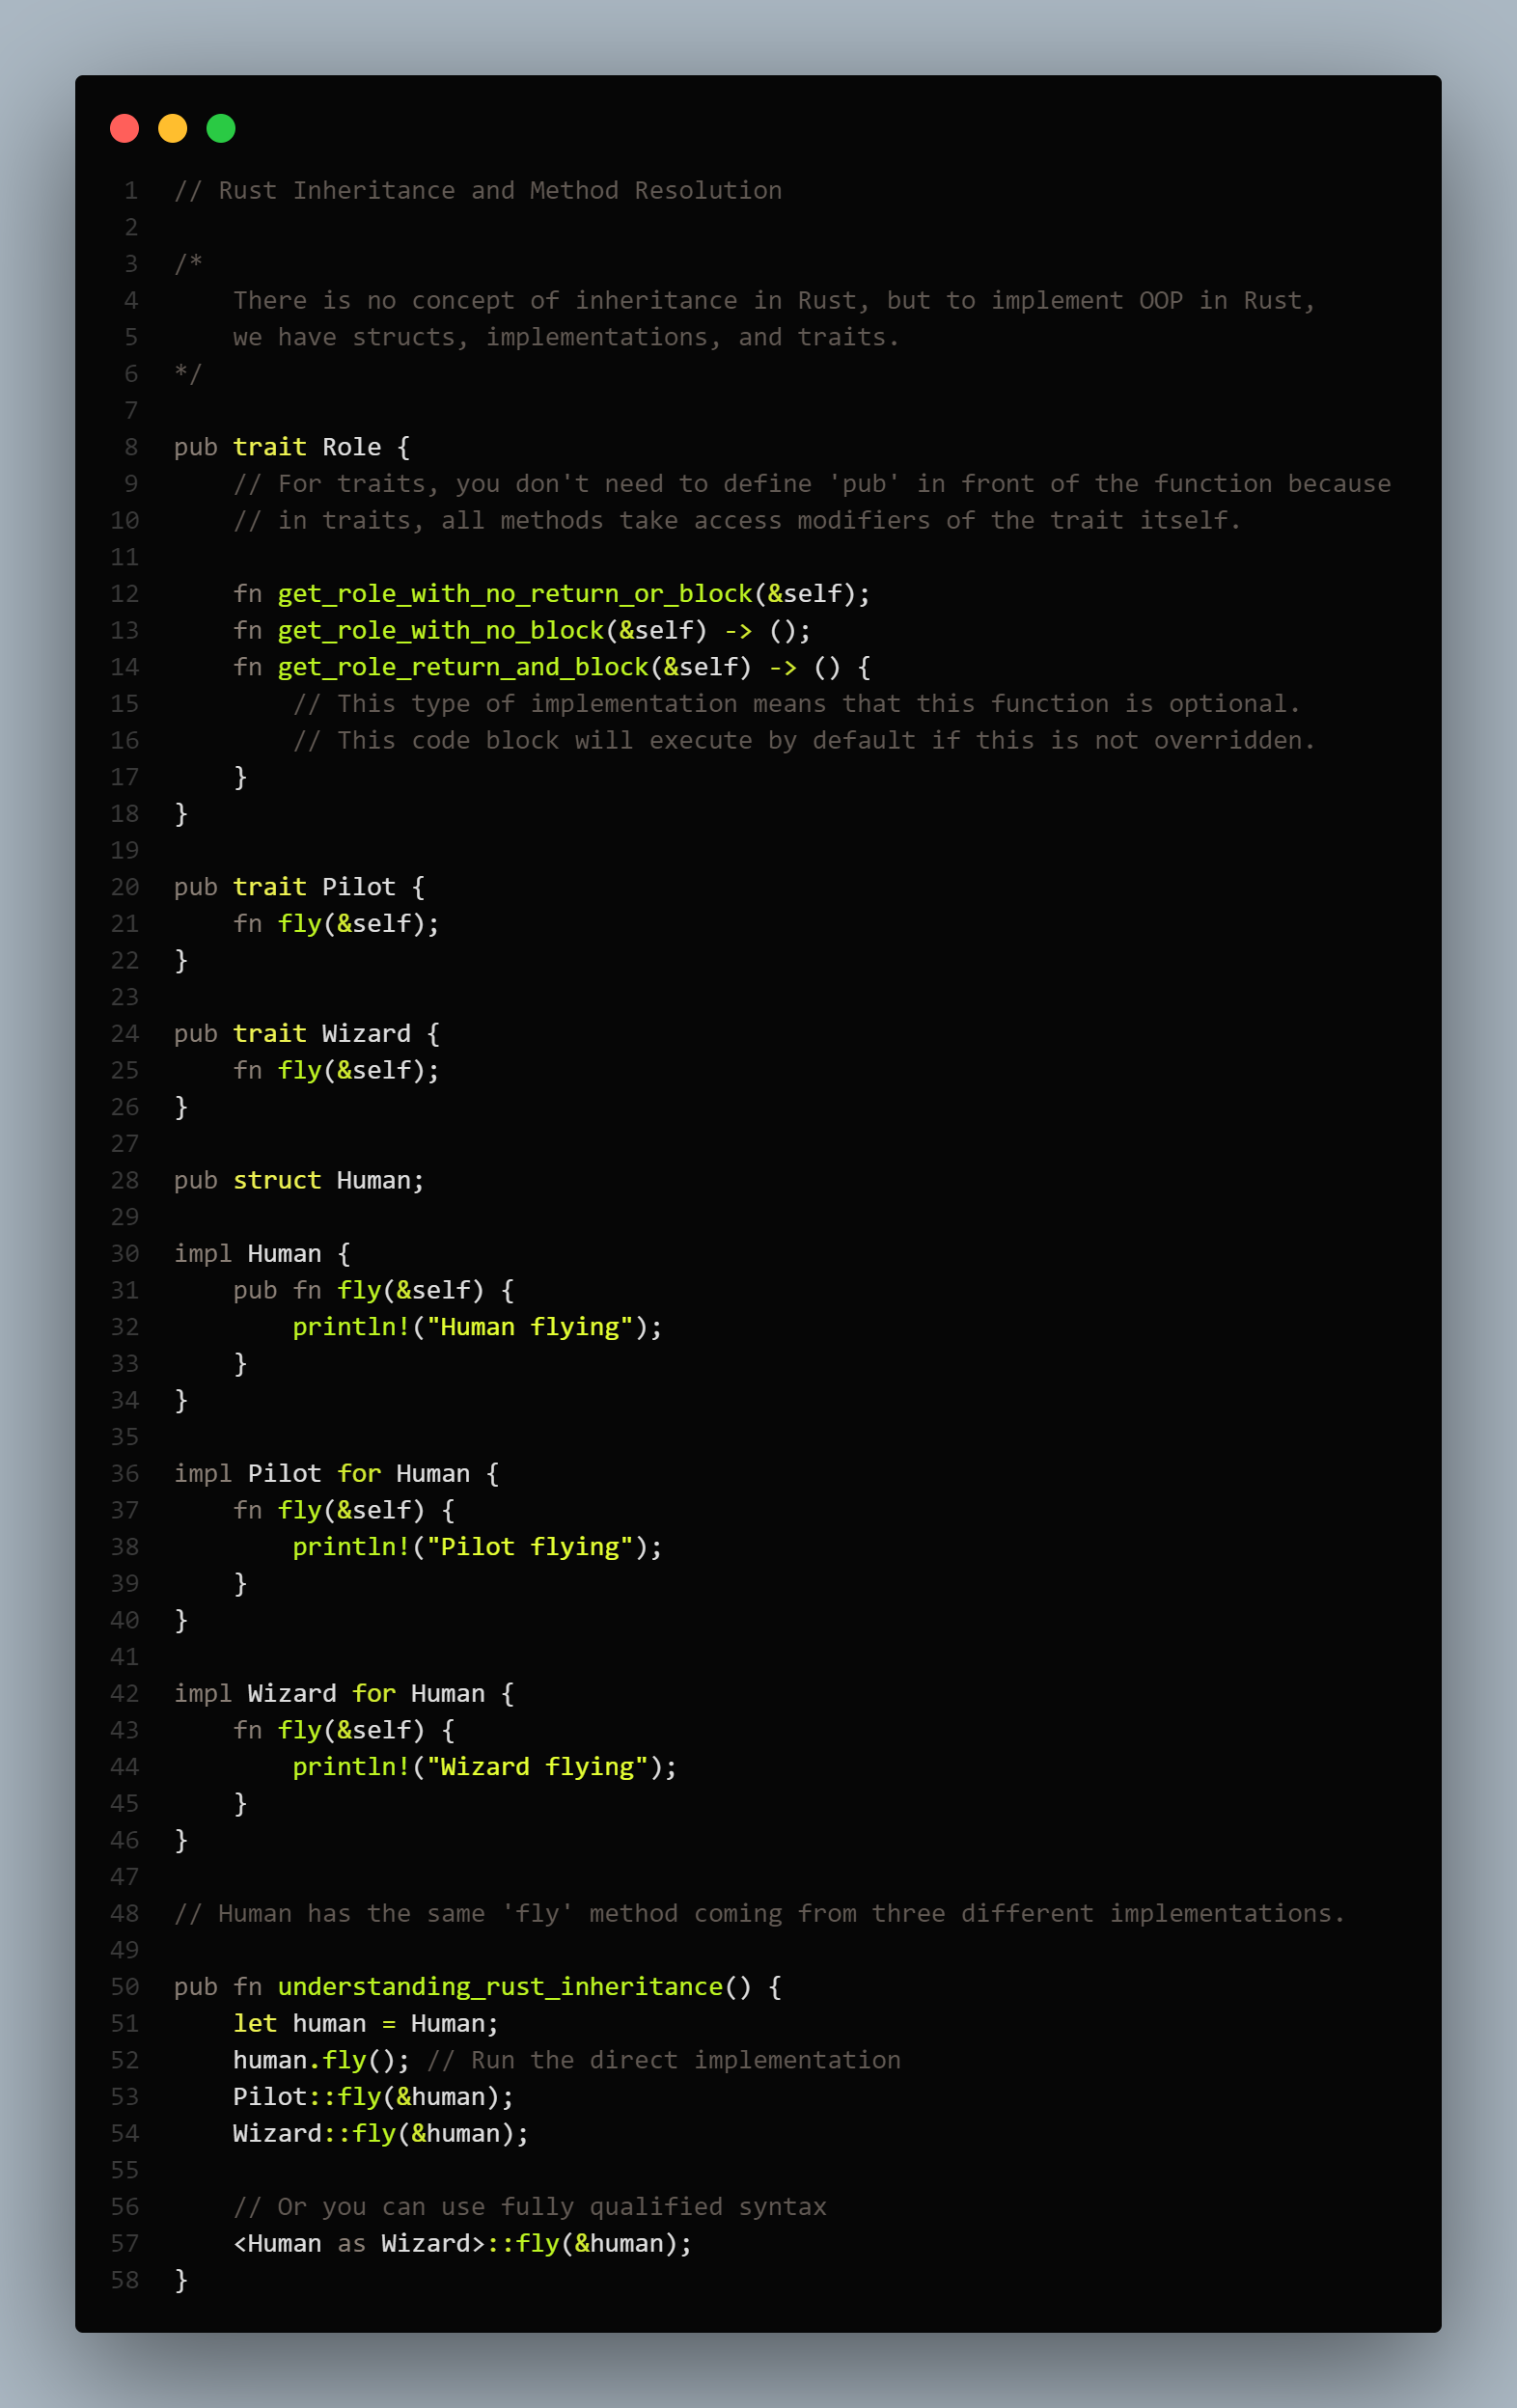 1 // Rust Inheritance and Method Resolution
2
3 /*
4     There is no concept of inheritance in Rust, but to implement OOP in Rust,
5     we have structs, implementations, and traits.
6 */
7
8 pub trait Role {
9     // For traits, you don't need to define 'pub' in front of the function because
10     // in traits, all methods take access modifiers of the trait itself.
11
12     fn get_role_with_no_return_or_block(&self);
13     fn get_role_with_no_block(&self) -> ();
14     fn get_role_return_and_block(&self) -> () {
15         // This type of implementation means that this function is optional.
16         // This code block will execute by default if this is not overridden.
17     }
18 }
19
20 pub trait Pilot {
21     fn fly(&self);
22 }
23
24 pub trait Wizard {
25     fn fly(&self);
26 }
27
28 pub struct Human;
29
30 impl Human {
31     pub fn fly(&self) {
32         println!("Human flying");
33     }
34 }
35
36 impl Pilot for Human {
37     fn fly(&self) {
38         println!("Pilot flying");
39     }
40 }
41
42 impl Wizard for Human {
43     fn fly(&self) {
44         println!("Wizard flying");
45     }
46 }
47
48 // Human has the same 'fly' method coming from three different implementations.
49
50 pub fn understanding_rust_inheritance() {
51     let human = Human;
52     human.fly(); // Run the direct implementation
53     Pilot::fly(&human);
54     Wizard::fly(&human);
55
56     // Or you can use fully qualified syntax
57     <Human as Wizard>::fly(&human);
58 }